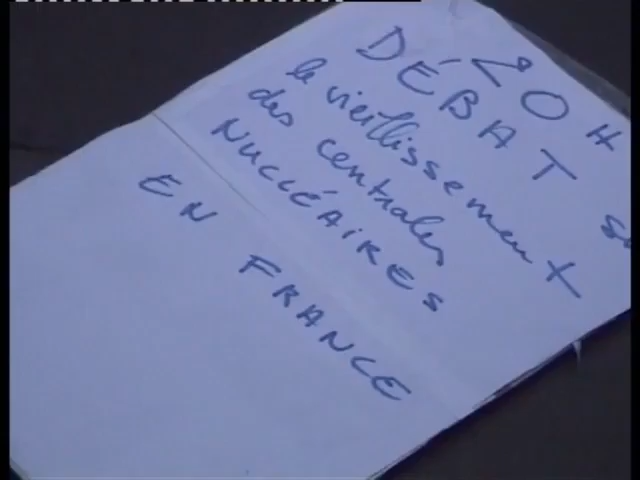 20H
DÉBAT
le vieillissement
des centrales
NUCLÉAIRES
EN FRANCE